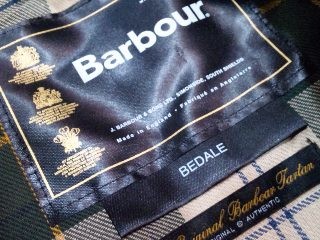 Barbour®
J. BARBOUR & SONS LTD., SIMONSIDE, SOUTH SHIELDS
Made in England • Fabriqué en Angleterre
BEDALE
Original Barbour Tartan
ORIGINAL © AUTHENTIC